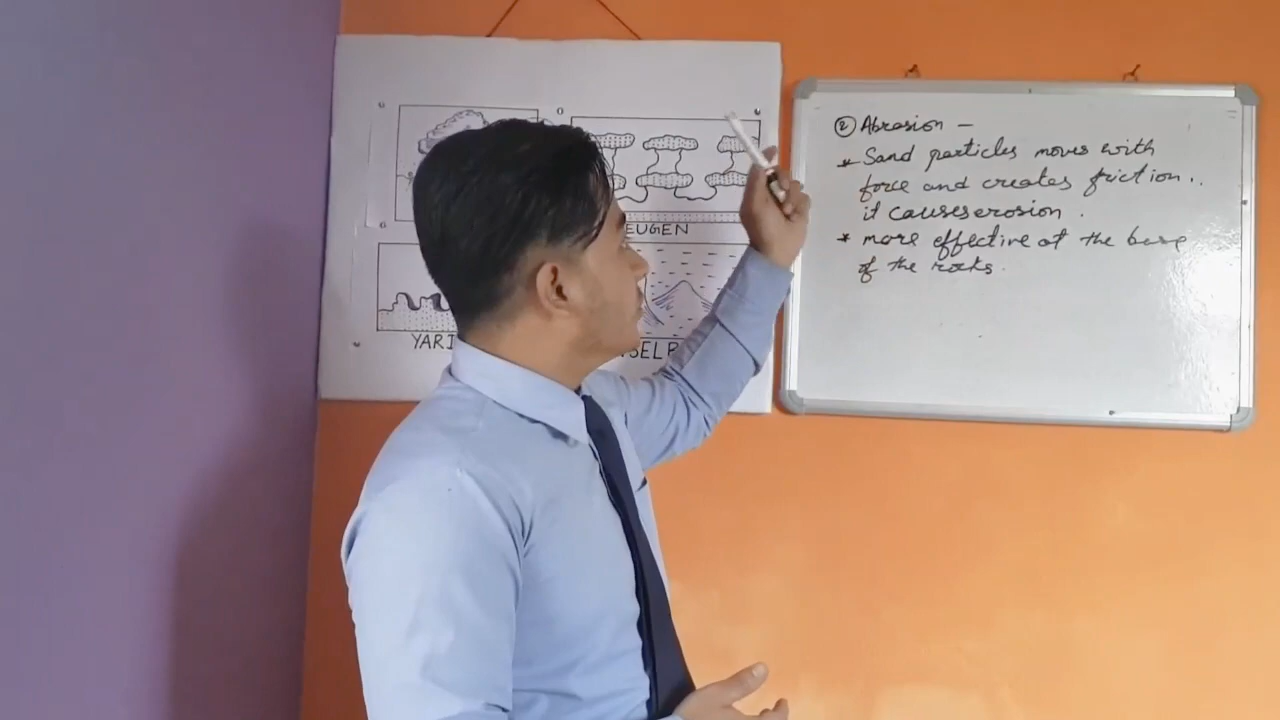 EUGEN
YARI
SELB
② Abrasion —
* Sand particles moves with
force and creates friction..
it causes erosion.
* more effective at the base
of the rocks.